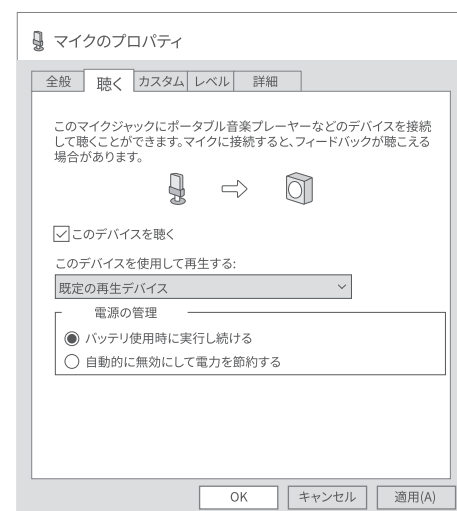 マイクのプロパティ
全般 聴く カスタム レベル 詳細
このマイクジャックにポータブル音楽プレーヤーなどのデバイスを接続
して聴くことができます。マイクに接続すると、フィードバックが聴こえる
場合があります。
このデバイスを聴く
このデバイスを使用して再生する:
既定の再生デバイス
電源の管理
バッテリ使用時に実行し続ける
自動的に無効にして電力を節約する
OK キャンセル 適用(A)